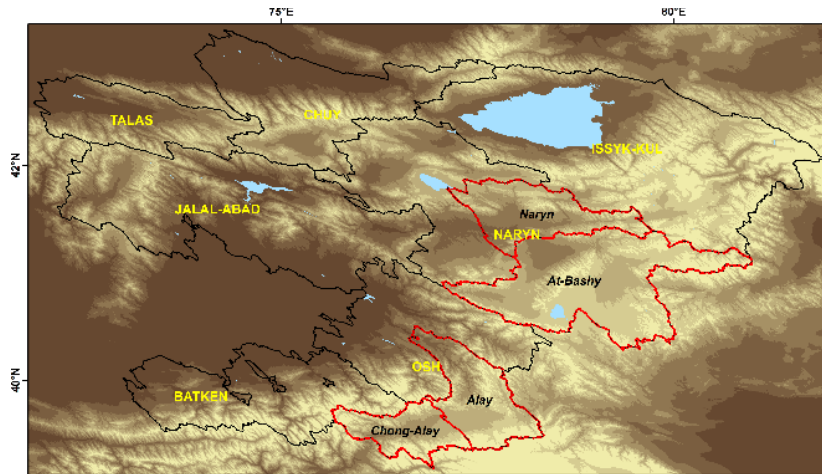 75°E
80°E
TALAS
CHUY
ISSYK-KUL
42°N
JALAL-ABAD
Naryn
NARYN
At-Bashy
OSH
40°N
BATKEN
Alay
Chong-Alay